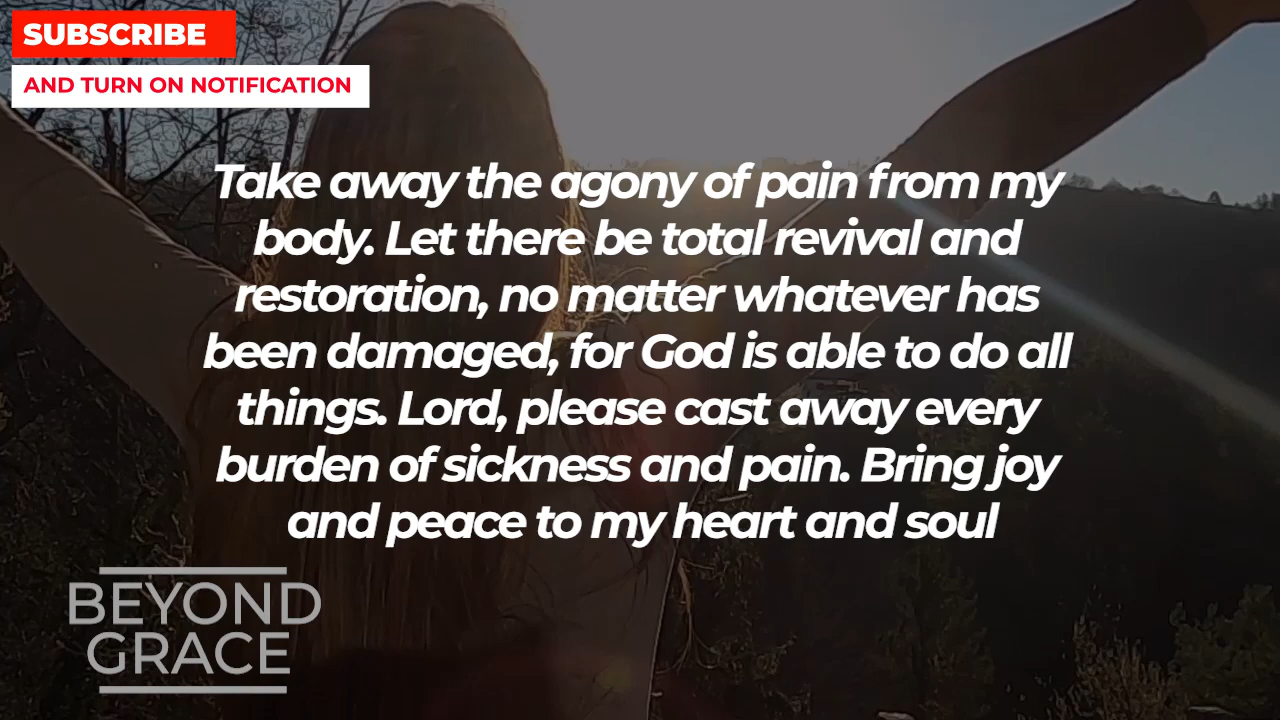 SUBSCRIBE
AND TURN ON NOTIFICATION
Take away the agony of pain from my
body. Let there be total revival and
restoration, no matter whatever has
been damaged, for God is able to do all
things. Lord, please cast away every
burden of sickness and pain. Bring joy
and peace to my heart and soul
BEYOND
GRACE